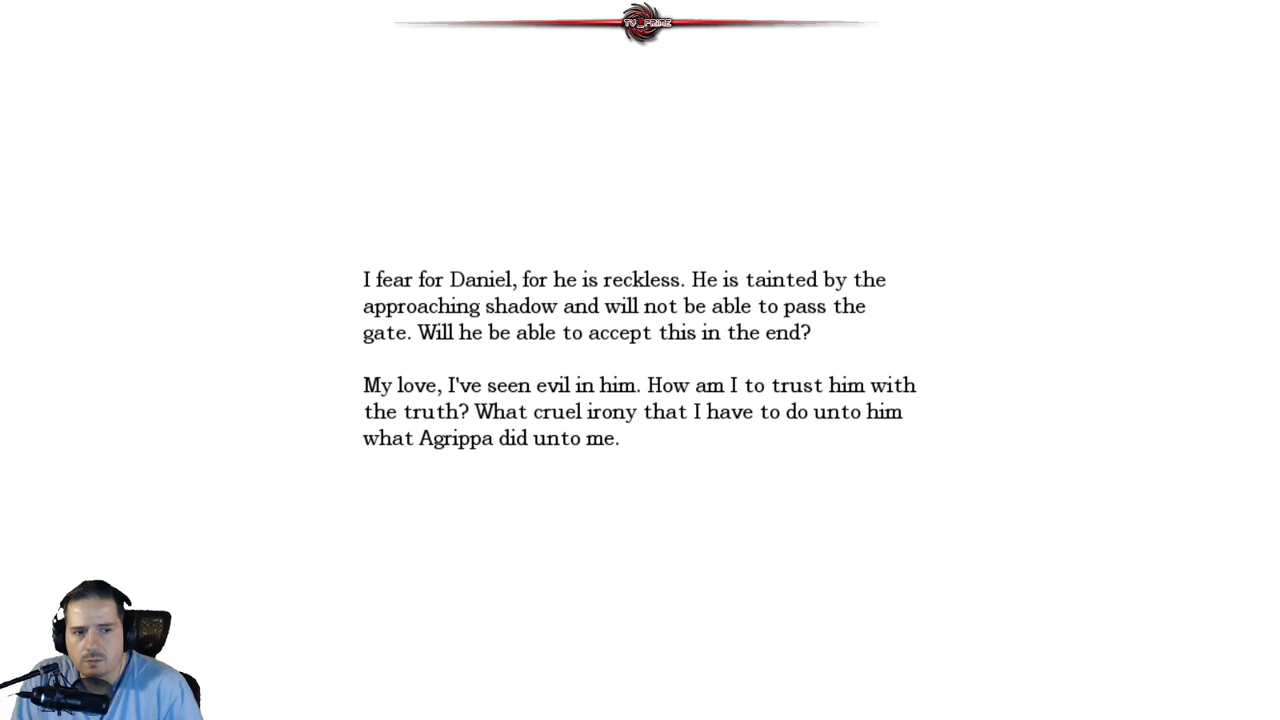 TV_PRIME
I fear for Daniel, for he is reckless. He is tainted by the
approaching shadow and will not be able to pass the
gate. Will he be able to accept this in the end?
My love, I've seen evil in him. How am I to trust him with
the truth? What cruel irony that I have to do unto him
what Agrippa did unto me.